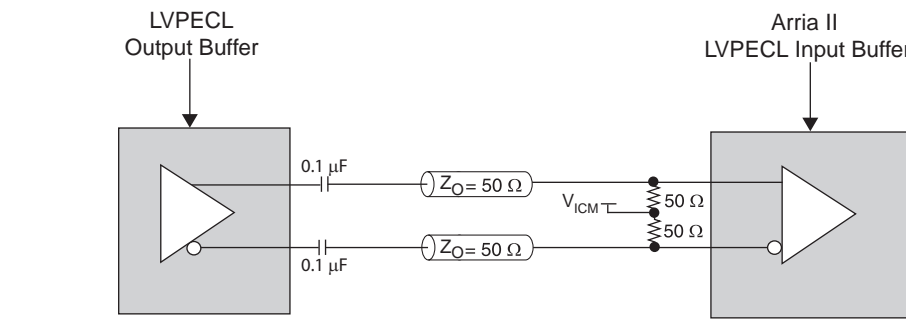 LVPECL
Output Buffer
Arria II
LVPECL Input Buffer
0.1 µF
Z_O = 50 Ω
V_ICM
50 Ω
50 Ω
Z_O = 50 Ω
0.1 µF